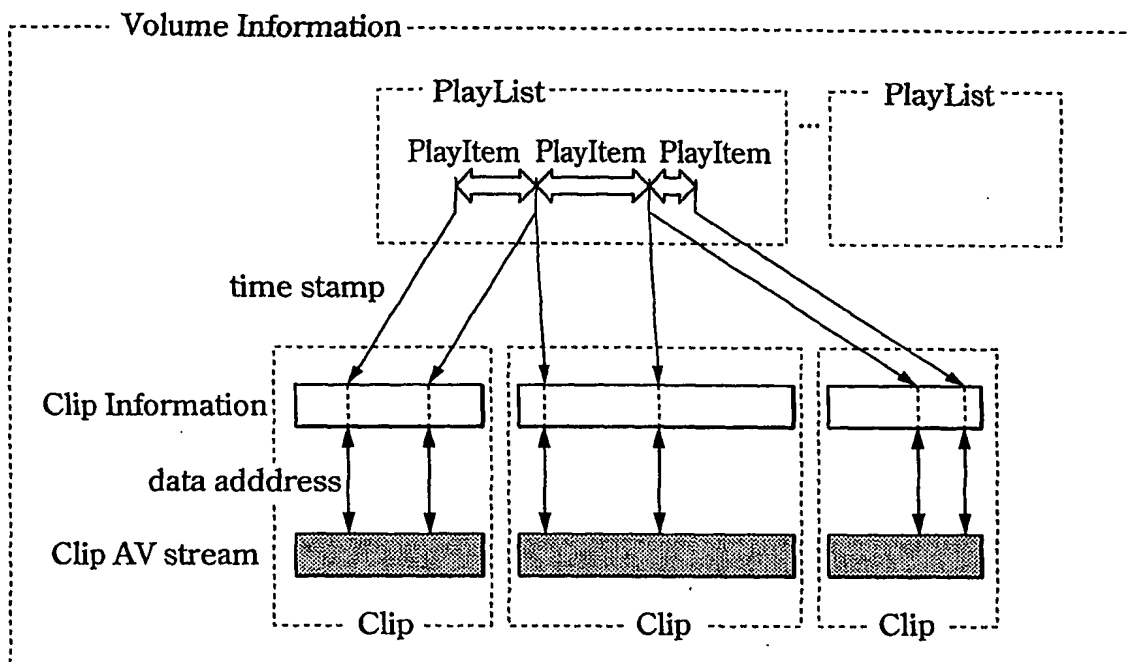 Volume Information
PlayList
PlayList
...
PlayItem PlayItem PlayItem
time stamp
Clip Information
data adddress
Clip AV stream
Clip
Clip
Clip